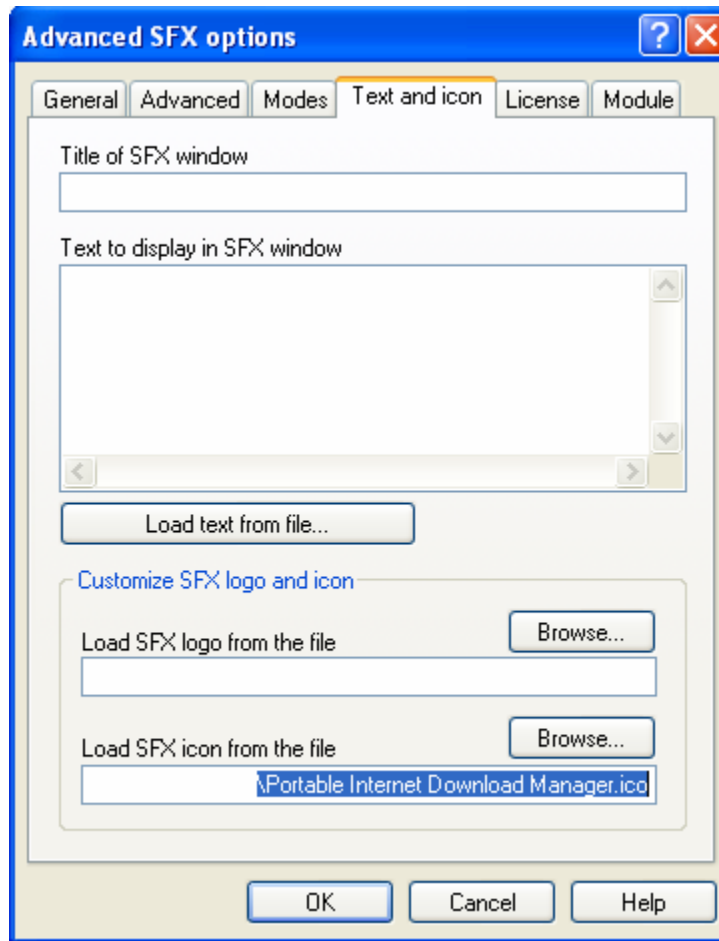 Advanced SFX options
General Advanced Modes Text and icon License Module
Title of SFX window
Text to display in SFX window
Load text from file...
Customize SFX logo and icon
Load SFX logo from the file Browse...
Load SFX icon from the file Browse...
\Portable Internet Download Manager.ico
OK Cancel Help